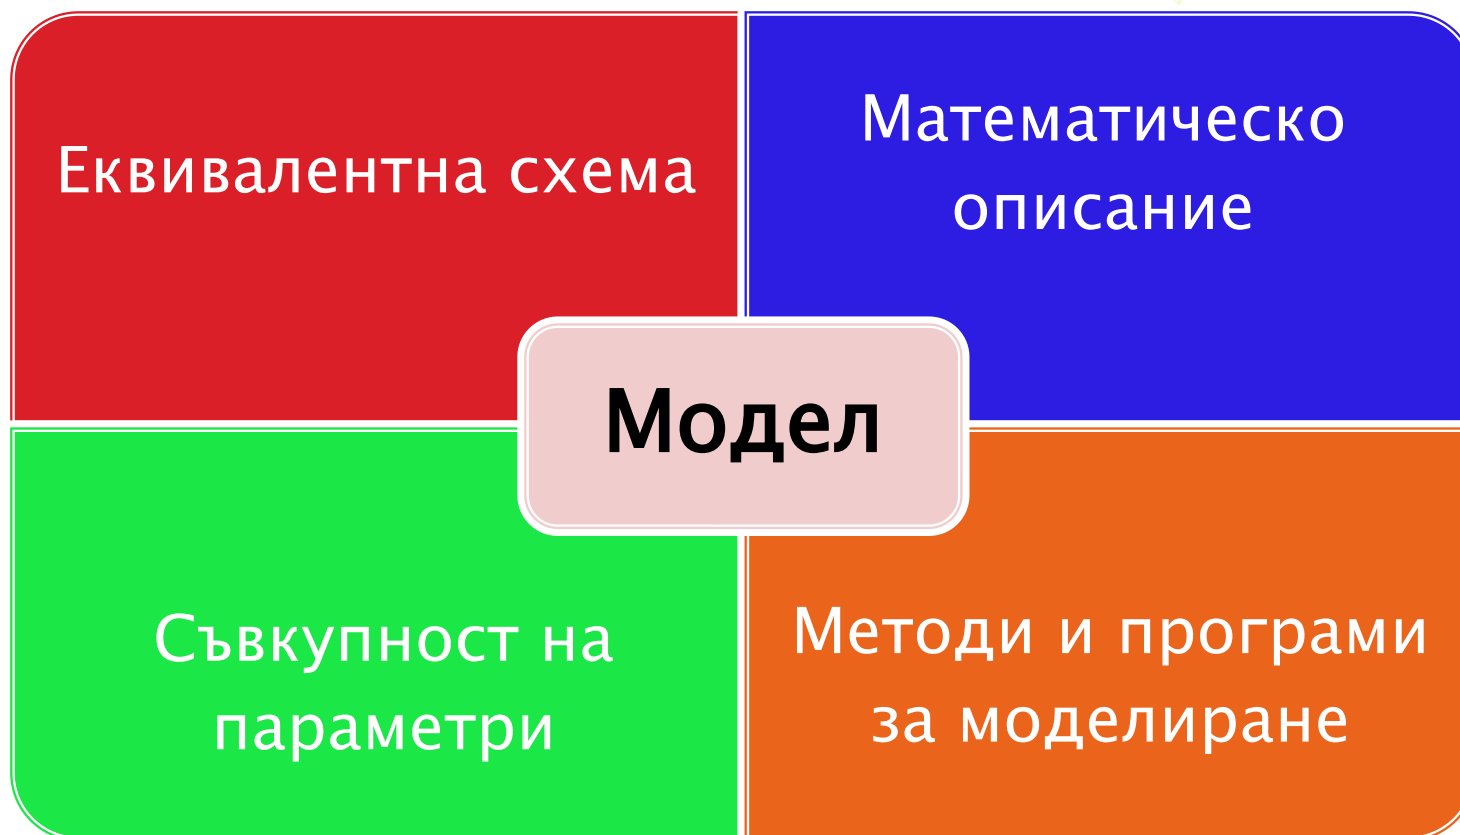 Еквивалентна схема
Математическо
описание
Модел
Съвкупност на
параметри
Методи и програми
за моделиране